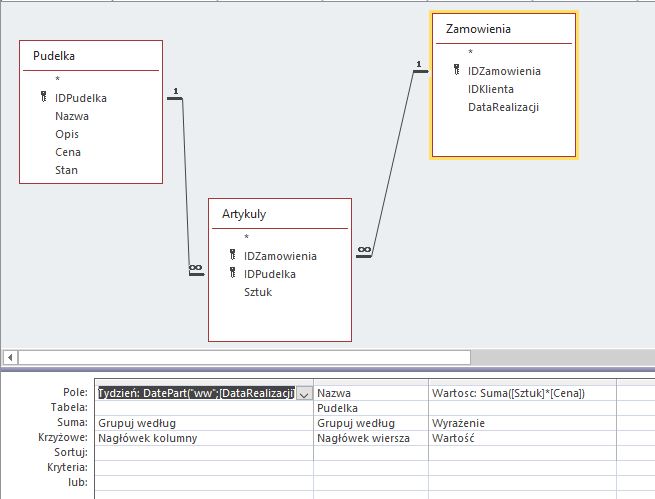 Zamowienia
*
IDZamowienia
IDKlienta
DataRealizacji
Pudelka
*
IDPudelka
Nazwa
Opis
Cena
Stan
1
1
Artykuly
*
IDZamowienia
IDPudelka
Sztuk
∞
∞
Pole: Tydzień: DatePart("ww";[DataRealizacji] Nazwa Wartosc: Suma([Sztuk]*[Cena])
Tabela: Pudelka
Suma: Grupuj według Grupuj według Wyrażenie
Krzyżowe: Nagłówek kolumny Nagłówek wiersza Wartość
Sortuj:
Kryteria:
lub: